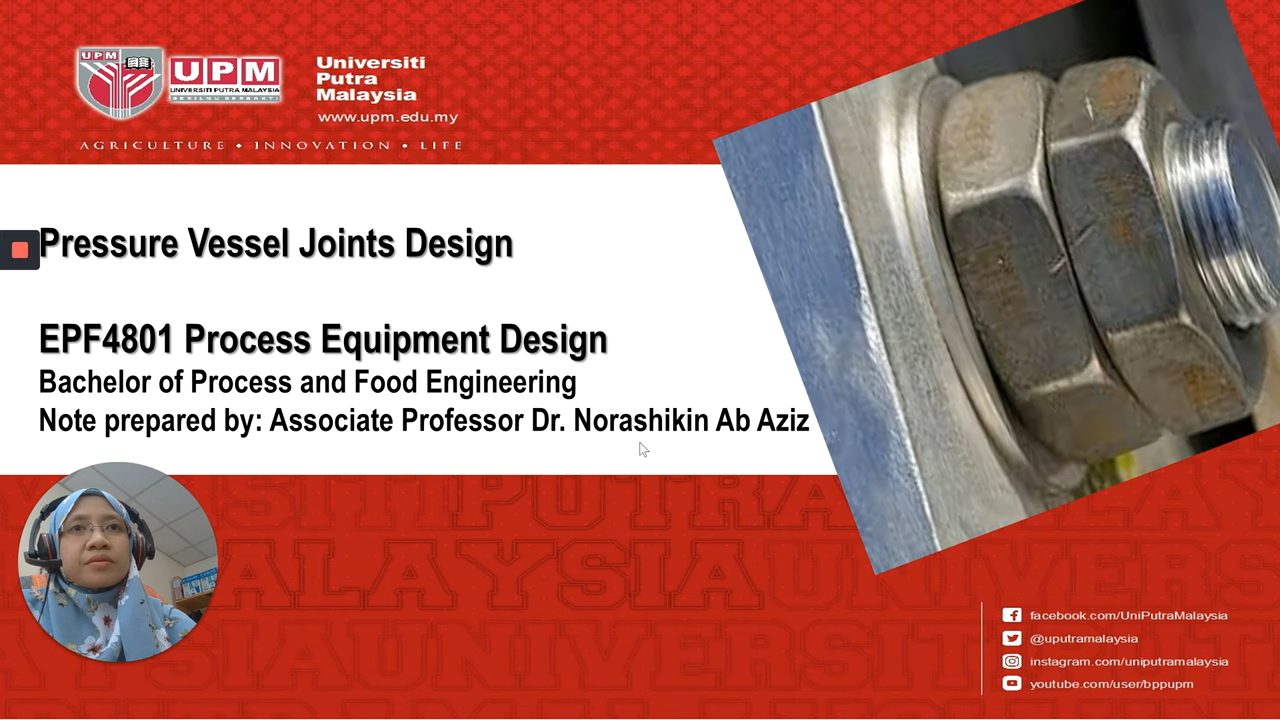 UPM
UPM
UNIVERSITI PUTRA MALAYSIA
BERILMU BERBAKTI
Universiti
Putra
Malaysia
www.upm.edu.my
AGRICULTURE • INNOVATION • LIFE
Pressure Vessel Joints Design
EPF4801 Process Equipment Design
Bachelor of Process and Food Engineering
Note prepared by: Associate Professor Dr. Norashikin Ab Aziz
facebook.com/UniPutraMalaysia
@uputramalaysia
instagram.com/uniputramalaysia
youtube.com/user/bppupm